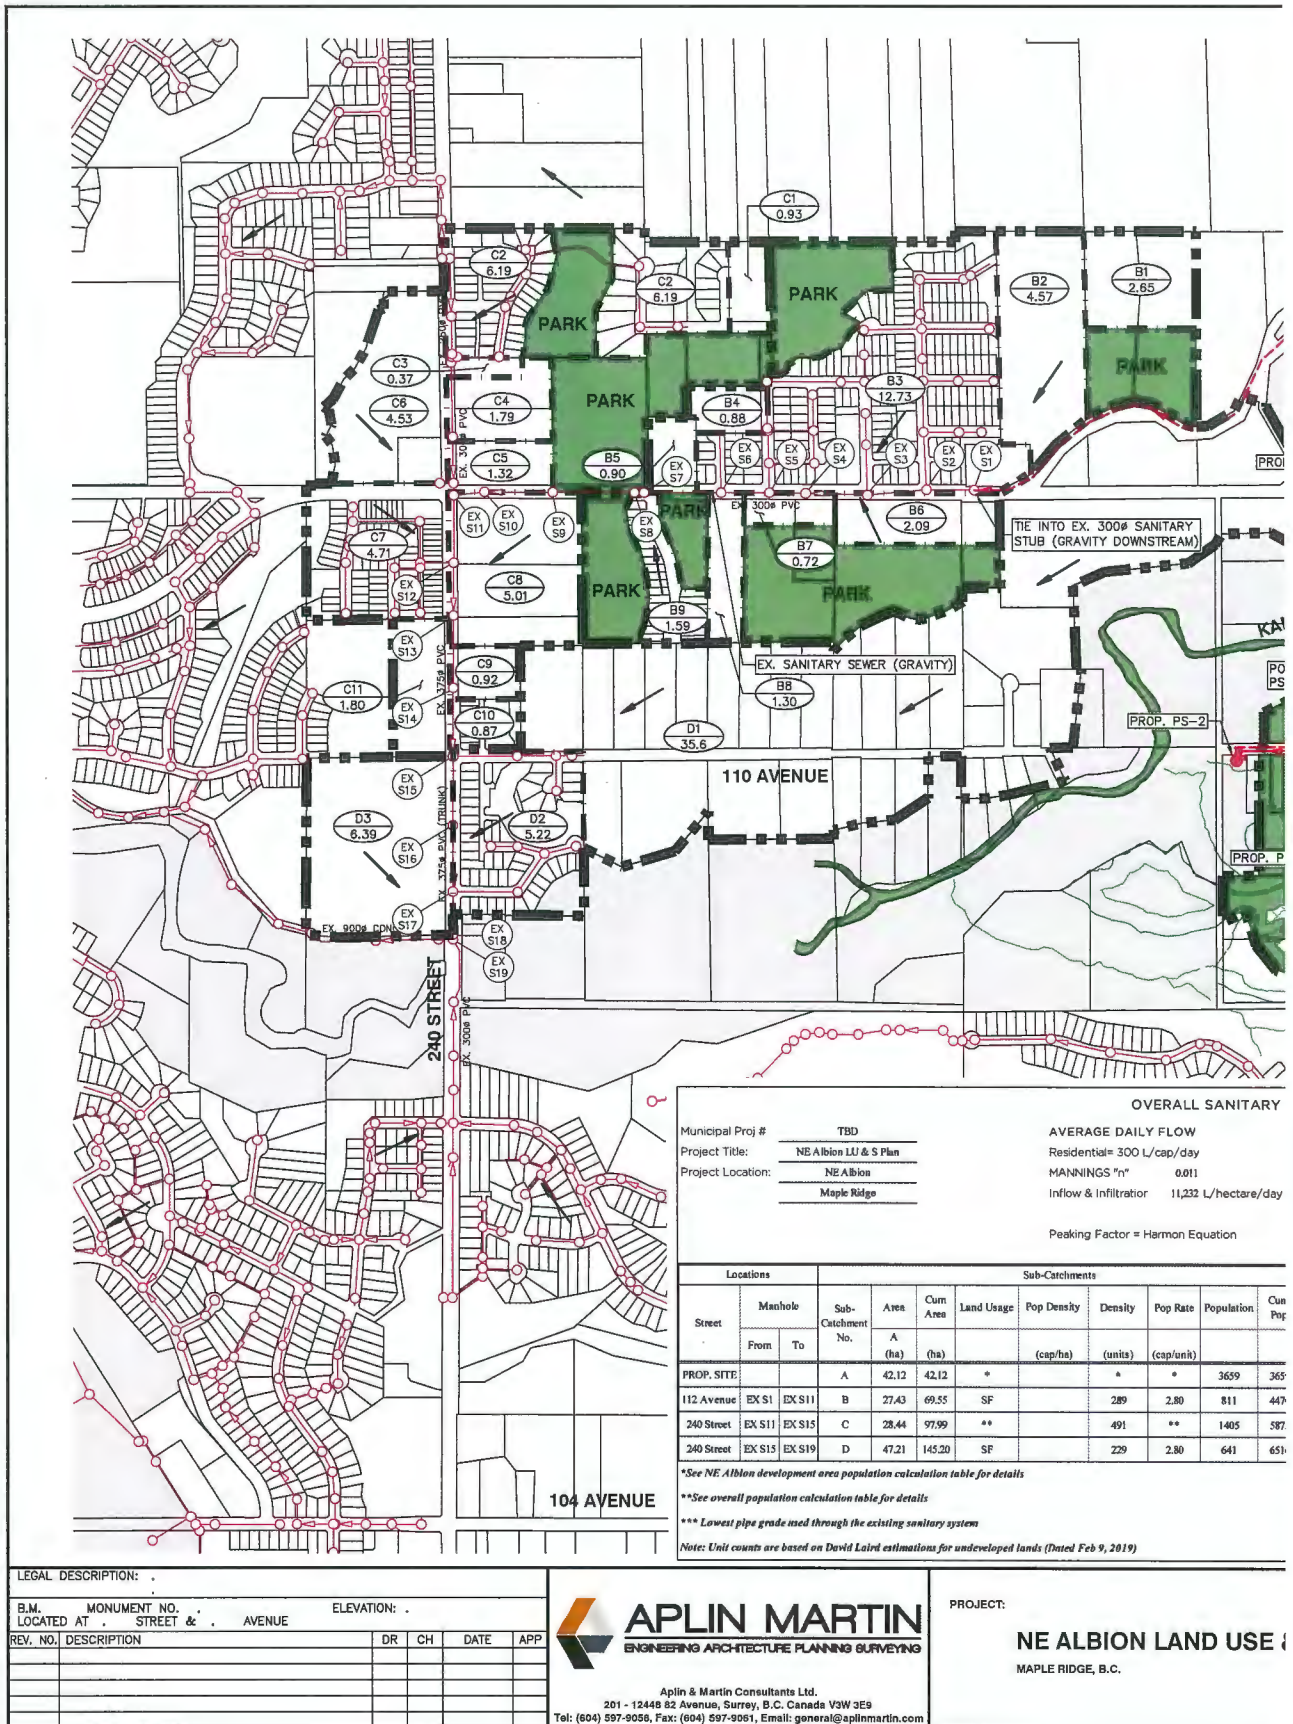 C1
0.93
C2
6.19
C2
6.19
B2
4.57
B1
2.65
PARK
PARK
PARK
C3
0.37
C6
4.53
C4
1.79
PARK
B4
0.88
B3
12.73
C5
1.32
B5
0.90
EX
S7
EX
S6
EX
S5
EX
S4
EX
S3
EX
S2
EX
S1
EX. 300ø PVC
EX
S11
EX
S10
EX
S9
EX
S8
PARK
EX. 300ø PVC
B6
2.09
TIE INTO EX. 300ø SANITARY
STUB (GRAVITY DOWNSTREAM)
C7
4.71
B7
0.72
EX
S12
C8
5.01
PARK
PARK
B9
1.59
EX
S13
EX. 375ø PVC
C9
0.92
EX. SANITARY SEWER (GRAVITY)
C11
1.80
EX
S14
B8
1.30
C10
0.87
D1
35.6
PROP. PS-2
EX
S15
110 AVENUE
D3
6.39
D2
5.22
EX
S16
EX. 375ø PVC (TRUNK)
EX
S17
EX. 900ø CONC
EX
S18
EX
S19
240 STREET
EX. 300ø PVC
104 AVENUE
OVERALL SANITARY
Municipal Proj # TBD
AVERAGE DAILY FLOW
Project Title: NE Albion LU & S Plan
Residential= 300 L/cap/day
Project Location: NE Albion
MANNINGS "n" 0.011
Maple Ridge
Inflow & Infiltratior 11,232 L/hectare/day
Peaking Factor = Harmon Equation
Locations Sub-Catchments
Street Manhole From To Sub-Catchment No. Area A (ha) Cum Area (ha) Land Usage Pop Density (cap/ha) Density (units) Pop Rate (cap/unit) Population
PROP. SITE A 42.12 42.12 * * * 3659
112 Avenue EX S1 EX S11 B 27.43 69.55 SF 289 2.80 811
240 Street EX S11 EX S15 C 28.44 97.99 ** 491 ** 1405
240 Street EX S15 EX S19 D 47.21 145.20 SF 229 2.80 641
*See NE Albion development area population calculation table for details
**See overall population calculation table for details
*** Lowest pipe grade used through the existing sanitary system
Note: Unit counts are based on David Laird estimations for undeveloped lands (Dated Feb 9, 2019)
LEGAL DESCRIPTION: .
B.M. MONUMENT NO. . ELEVATION: .
LOCATED AT . STREET & . AVENUE
REV. NO. DESCRIPTION DR CH DATE APP
APLIN MARTIN
ENGINEERING ARCHITECTURE PLANNING SURVEYING
Aplin & Martin Consultants Ltd.
201 - 12448 82 Avenue, Surrey, B.C. Canada V3W 3E9
Tel: (604) 597-9058, Fax: (604) 597-9061, Email: general@aplinmartin.com
PROJECT:
NE ALBION LAND USE &
MAPLE RIDGE, B.C.